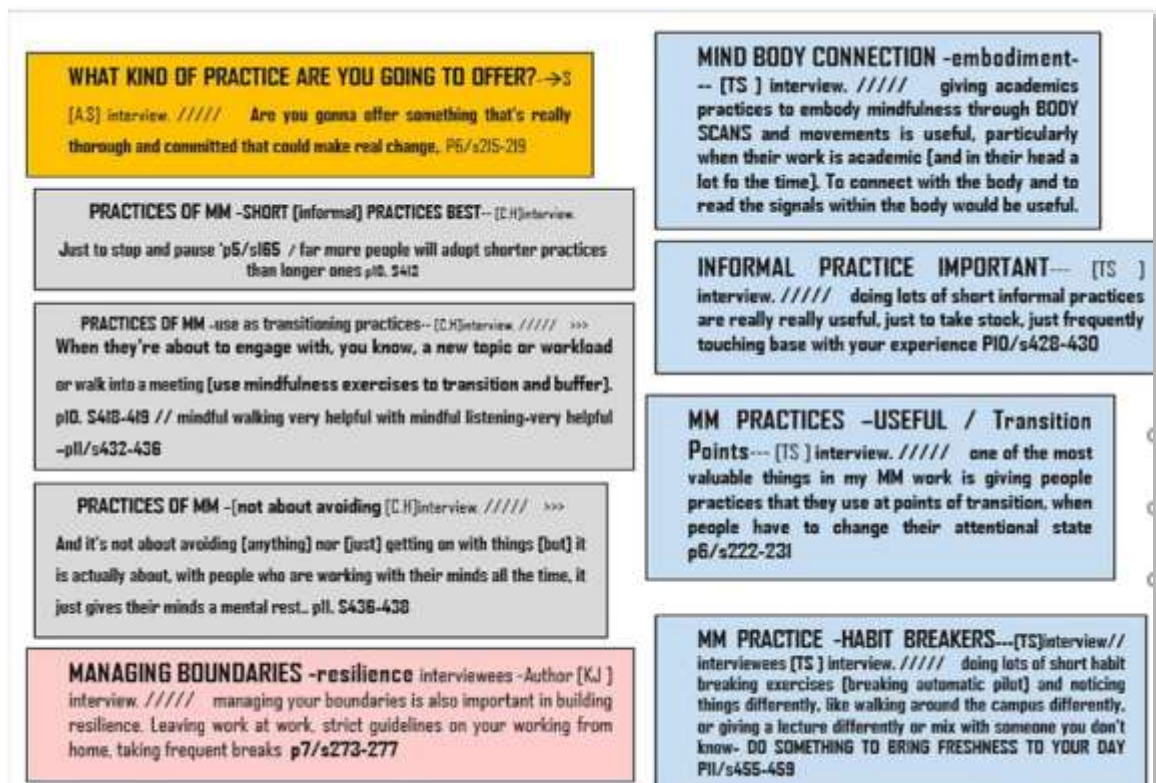 WHAT KIND OF PRACTICE ARE YOU GOING TO OFFER?-→S
[A.S] interview. ///// Are you gonna offer something that's really
thorough and committed that could make real change, P6/s215-219
PRACTICES OF MM -SHORT [informal] PRACTICES BEST-- [C.H]interview.
Just to stop and pause 'p5/s165 / far more people will adopt shorter practices
than longer ones p10. S412
PRACTICES OF MM -use as transitioning practices-- [C.H]interview. ///// >>>
When they're about to engage with, you know, a new topic or workload
or walk into a meeting [use mindfulness exercises to transition and buffer].
p10. S418-419 // mindful walking very helpful with mindful listening-very helpful
-p11/s432-436
PRACTICES OF MM -[not about avoiding [C.H]interview. ///// >>>
And it's not about avoiding [anything] nor [just] getting on with things [but] it
is actually about, with people who are working with their minds all the time, it
just gives their minds a mental rest.. p11. S436-438
MANAGING BOUNDARIES -resilience interviewees -Author [KJ ]
interview. ///// managing your boundaries is also important in building
resilience. Leaving work at work, strict guidelines on your working from
home, taking frequent breaks p7/s273-277
MIND BODY CONNECTION -embodiment-
-- [TS ] interview. ///// giving academics
practices to embody mindfulness through BODY
SCANS and movements is useful, particularly
when their work is academic [and in their head a
lot fo the time]. To connect with the body and to
read the signals within the body would be useful.
INFORMAL PRACTICE IMPORTANT--- [TS ]
interview. ///// doing lots of short informal practices
are really really useful, just to take stock, just frequently
touching base with your experience P10/s428-430
MM PRACTICES -USEFUL / Transition
Points--- [TS ] interview. ///// one of the most
valuable things in my MM work is giving people
practices that they use at points of transition, when
people have to change their attentional state
p6/s222-231
MM PRACTICE -HABIT BREAKERS---[TS]interview//
interviewees [TS ] interview. ///// doing lots of short habit
breaking exercises [breaking automatic pilot] and noticing
things differently, like walking around the campus differently,
or giving a lecture differently or mix with someone you don't
know- DO SOMETHING TO BRING FRESHNESS TO YOUR DAY
P11/s455-459